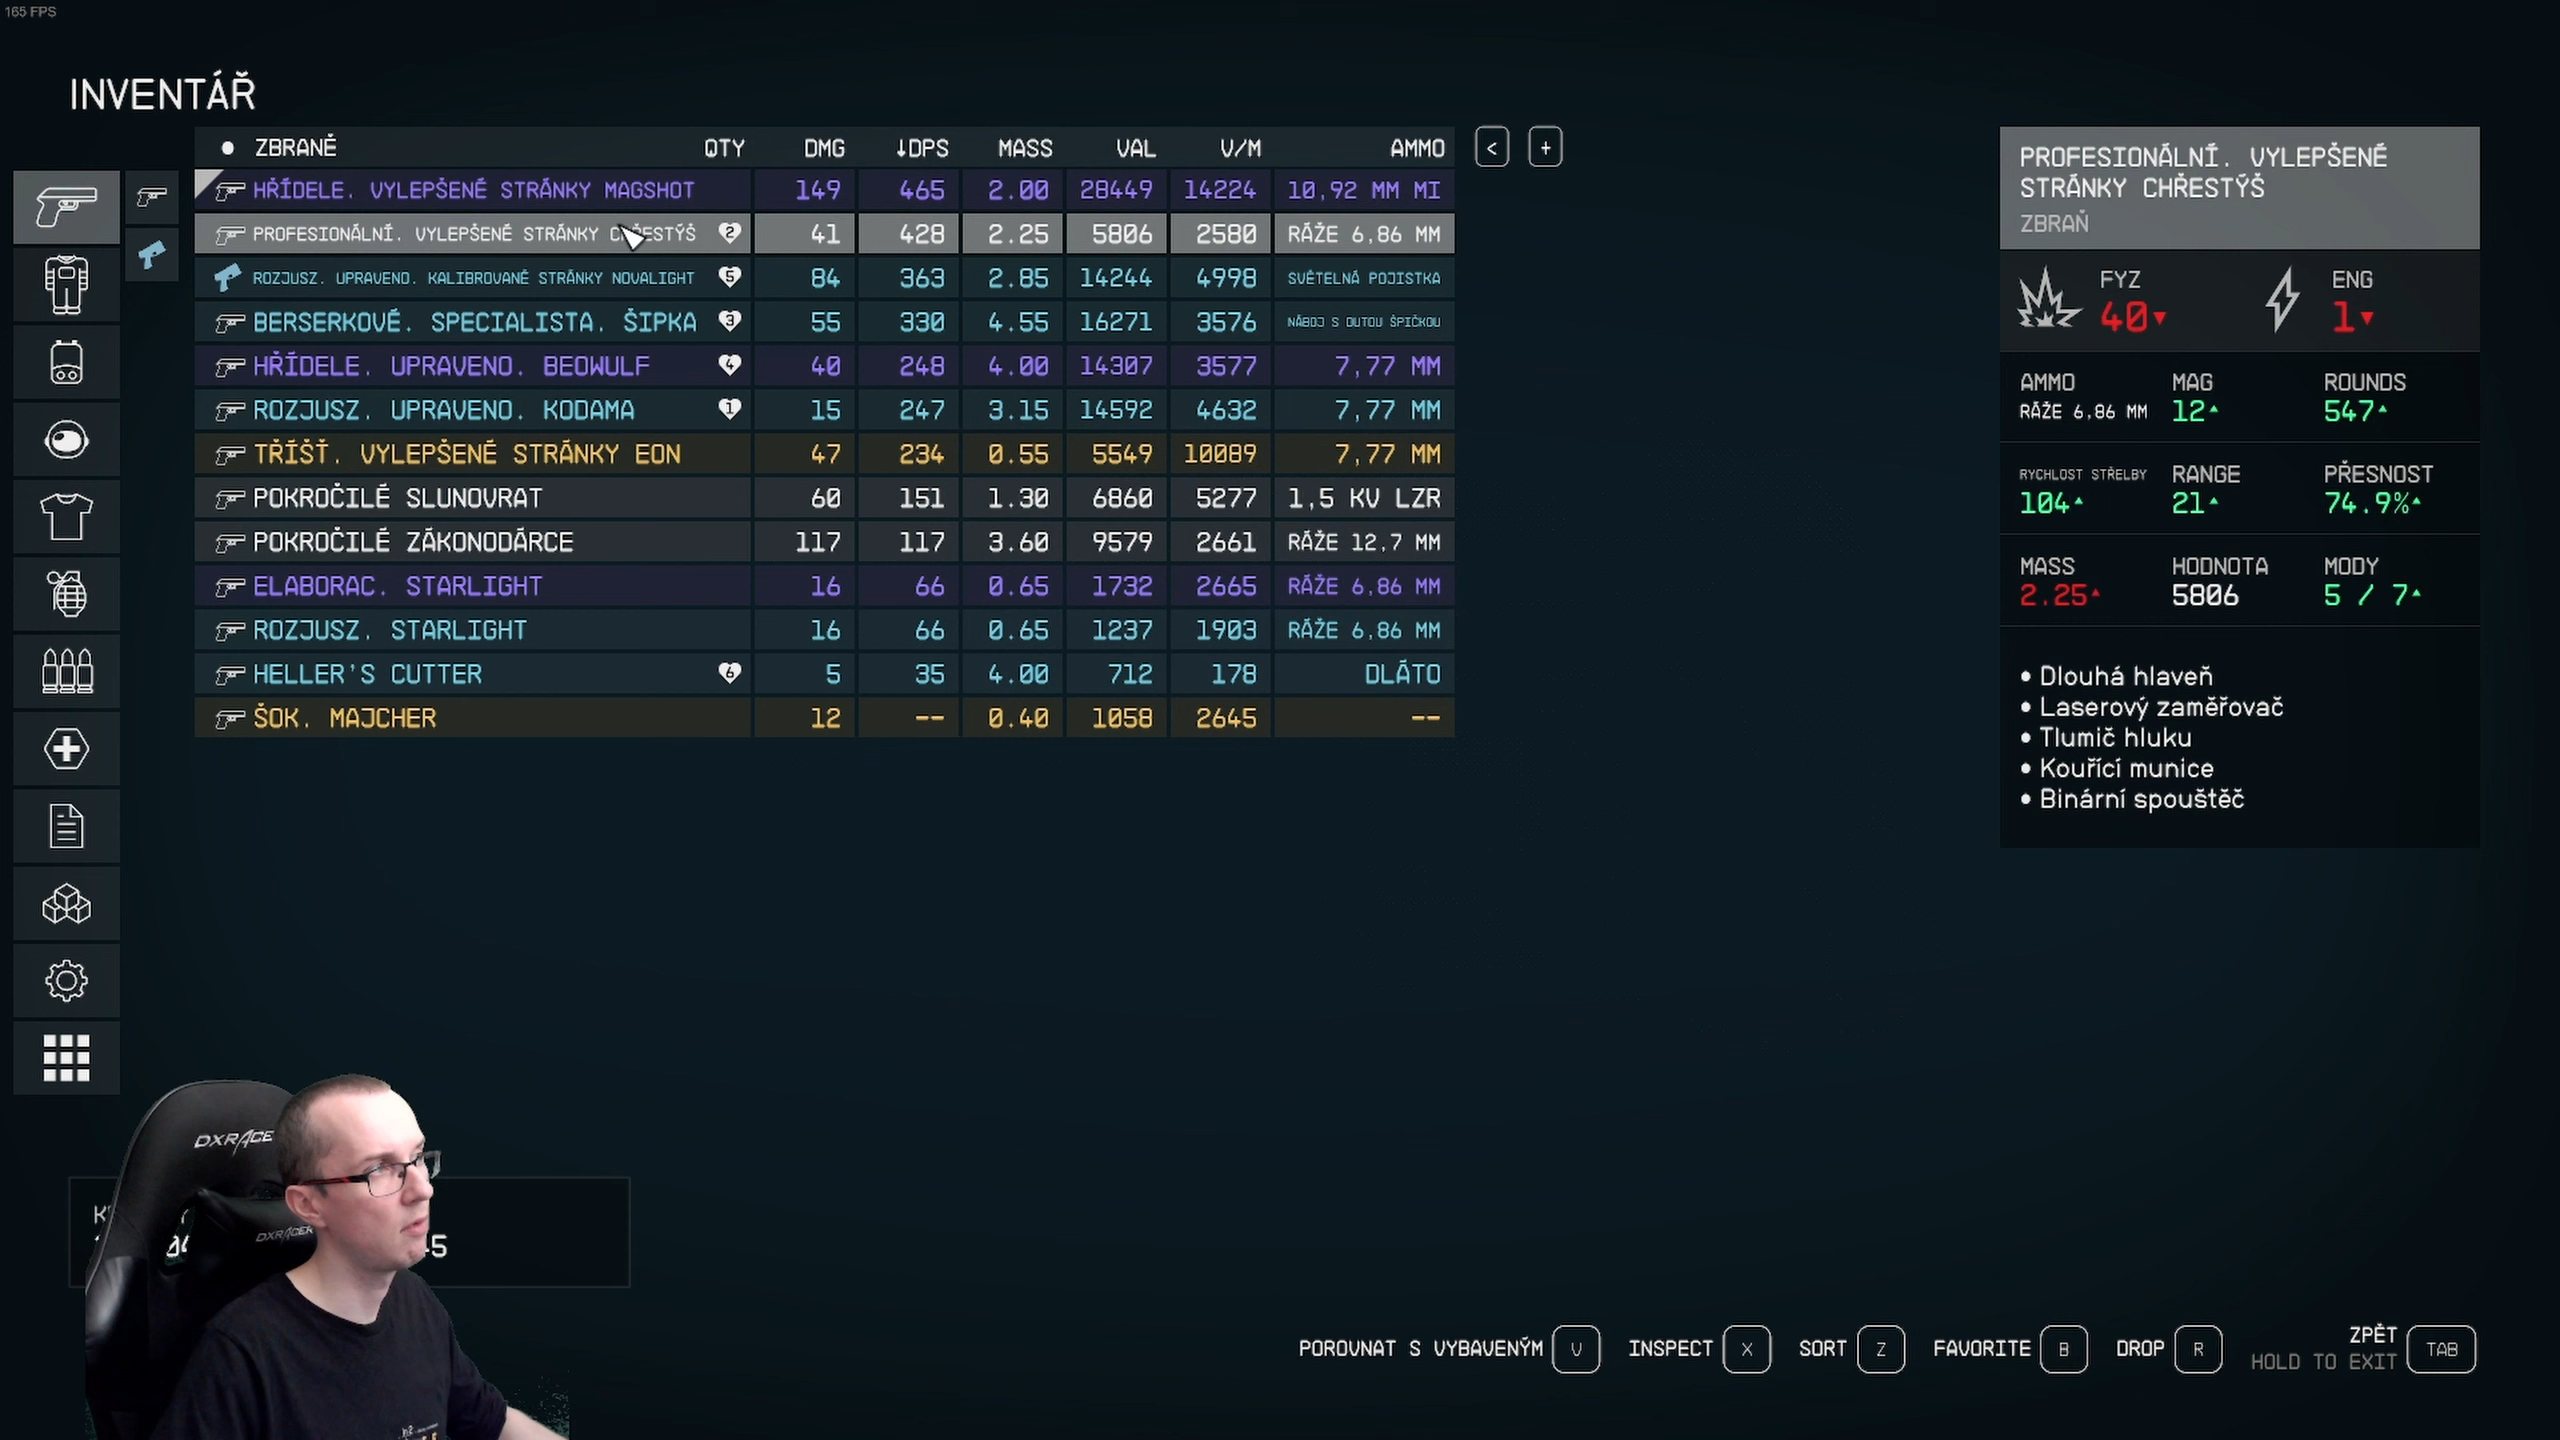 165 FPS
INVENTÁŘ
ZBRANĚ QTY DMG ↓DPS MASS VAL V/M AMMO < +
HŘÍDELE. VYLEPŠENÉ STRÁNKY MAGSHOT 149 465 2.00 28449 14224 10,92 MM MI
PROFESIONÁLNÍ. VYLEPŠENÉ STRÁNKY CHŘESTÝŠ 2 41 428 2.25 5806 2580 RÁŽE 6,86 MM
ROZJUSZ. UPRAVENO. KALIBROVANÉ STRÁNKY NOVALIGHT 5 84 363 2.85 14244 4998 SVĚTELNÁ POJISTKA
BERSERKOVÉ. SPECIALISTA. ŠIPKA 3 55 330 4.55 16271 3576 NÁBOJ S DUTOU ŠPIČKOU
HŘÍDELE. UPRAVENO. BEOWULF 4 40 248 4.00 14307 3577 7,77 MM
ROZJUSZ. UPRAVENO. KODAMA 1 15 247 3.15 14592 4632 7,77 MM
TŘÍŠŤ. VYLEPŠENÉ STRÁNKY EON 47 234 0.55 5549 10089 7,77 MM
POKROČILÉ SLUNOVRAT 60 151 1.30 6860 5277 1,5 KV LZR
POKROČILÉ ZÁKONODÁRCE 117 117 3.60 9579 2661 RÁŽE 12,7 MM
ELABORAC. STARLIGHT 16 66 0.65 1732 2665 RÁŽE 6,86 MM
ROZJUSZ. STARLIGHT 16 66 0.65 1237 1903 RÁŽE 6,86 MM
HELLER'S CUTTER 6 5 35 4.00 712 178 DLÁTO
ŠOK. MAJCHER 12 -- 0.40 1058 2645 --
PROFESIONÁLNÍ. VYLEPŠENÉ
STRÁNKY CHŘESTÝŠ
ZBRAŇ
FYZ ENG
40 1
AMMO MAG ROUNDS
RÁŽE 6,86 MM 12 547
RYCHLOST STŘELBY RANGE PŘESNOST
104 21 74.9%
MASS HODNOTA MODY
2.25 5806 5 / 7
• Dlouhá hlaveň
• Laserový zaměřovač
• Tlumič hluku
• Kouřící munice
• Binární spouštěč
DXRACE
DXRACER
POROVNAT S VYBAVENÝM V INSPECT X SORT Z FAVORITE B DROP R ZPĚT TAB
HOLD TO EXIT